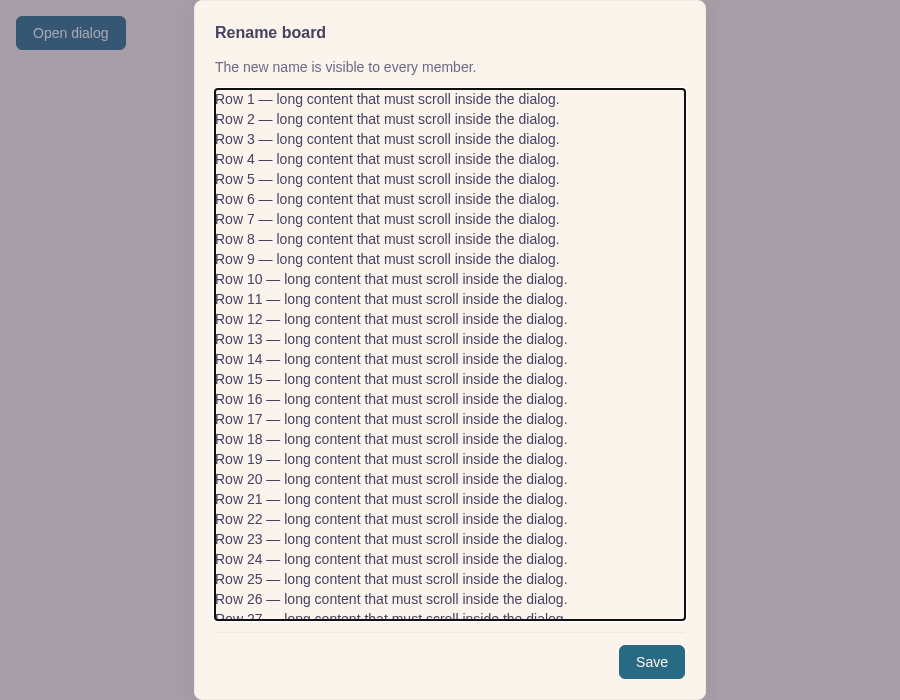 Open dialog
Rename board
The new name is visible to every member.
Row 1 — long content that must scroll inside the dialog.
Row 2 — long content that must scroll inside the dialog.
Row 3 — long content that must scroll inside the dialog.
Row 4 — long content that must scroll inside the dialog.
Row 5 — long content that must scroll inside the dialog.
Row 6 — long content that must scroll inside the dialog.
Row 7 — long content that must scroll inside the dialog.
Row 8 — long content that must scroll inside the dialog.
Row 9 — long content that must scroll inside the dialog.
Row 10 — long content that must scroll inside the dialog.
Row 11 — long content that must scroll inside the dialog.
Row 12 — long content that must scroll inside the dialog.
Row 13 — long content that must scroll inside the dialog.
Row 14 — long content that must scroll inside the dialog.
Row 15 — long content that must scroll inside the dialog.
Row 16 — long content that must scroll inside the dialog.
Row 17 — long content that must scroll inside the dialog.
Row 18 — long content that must scroll inside the dialog.
Row 19 — long content that must scroll inside the dialog.
Row 20 — long content that must scroll inside the dialog.
Row 21 — long content that must scroll inside the dialog.
Row 22 — long content that must scroll inside the dialog.
Row 23 — long content that must scroll inside the dialog.
Row 24 — long content that must scroll inside the dialog.
Row 25 — long content that must scroll inside the dialog.
Row 26 — long content that must scroll inside the dialog.
Row 27 — long content that must scroll inside the dialog.
Save